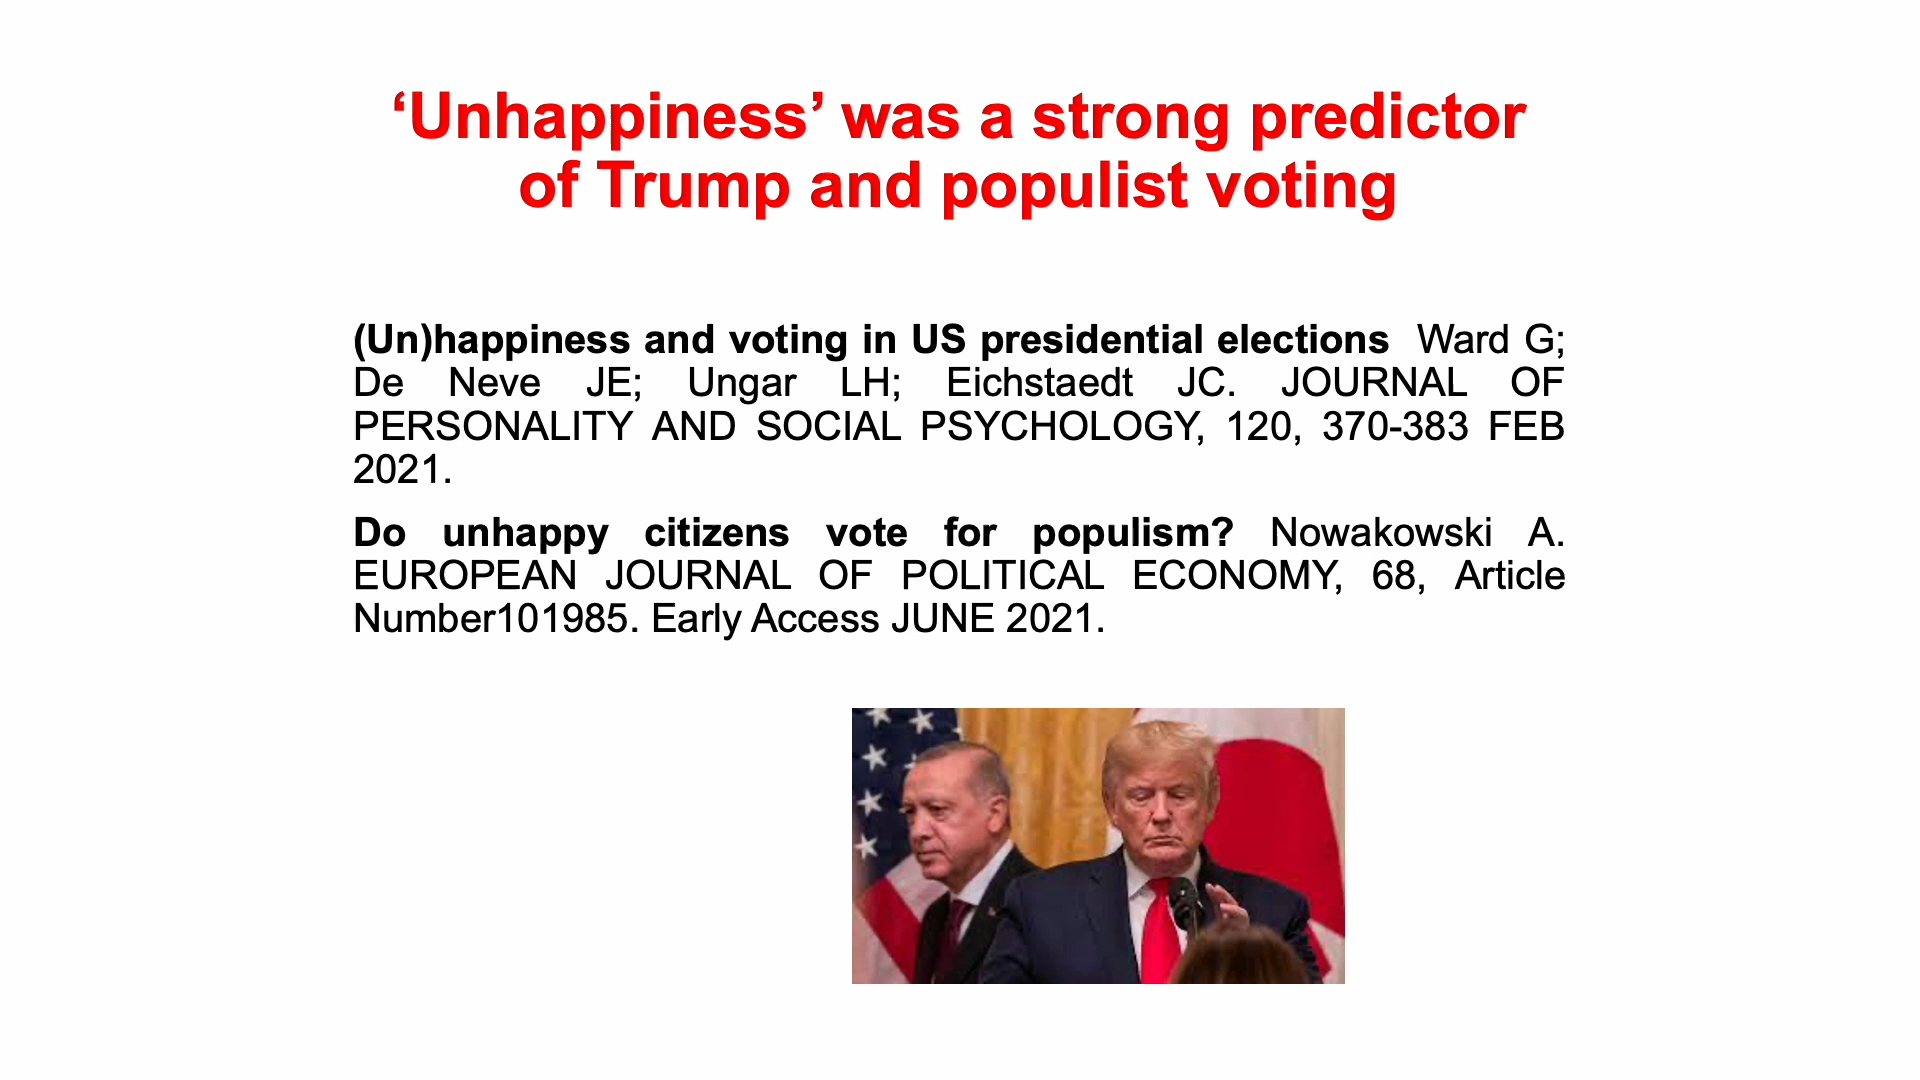 ‘Unhappiness’ was a strong predictor
of Trump and populist voting
(Un)happiness and voting in US presidential elections Ward G;
De Neve JE; Ungar LH; Eichstaedt JC. JOURNAL OF
PERSONALITY AND SOCIAL PSYCHOLOGY, 120, 370-383 FEB
2021.
Do unhappy citizens vote for populism? Nowakowski A.
EUROPEAN JOURNAL OF POLITICAL ECONOMY, 68, Article
Number101985. Early Access JUNE 2021.